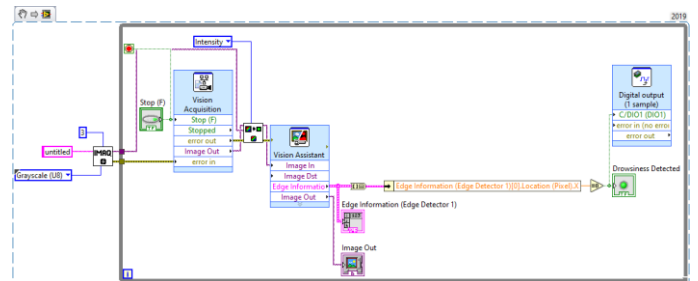 2019
Intensity
Stop (F)
Vision
Acquisition
Stop (F)
Stopped
error out
Image Out
error in
3
untitled
IMAQ
Grayscale (U8)
Vision Assistant
Image In
Image Dst
Edge Informatio
Image Out
Edge Information (Edge Detector 1)[0].Location (Pixel).X
Edge Information (Edge Detector 1)
Image Out
Digital output
(1 sample)
C/DIO1 (DIO1)
error in (no erro
error out
Drowsiness Detected
i